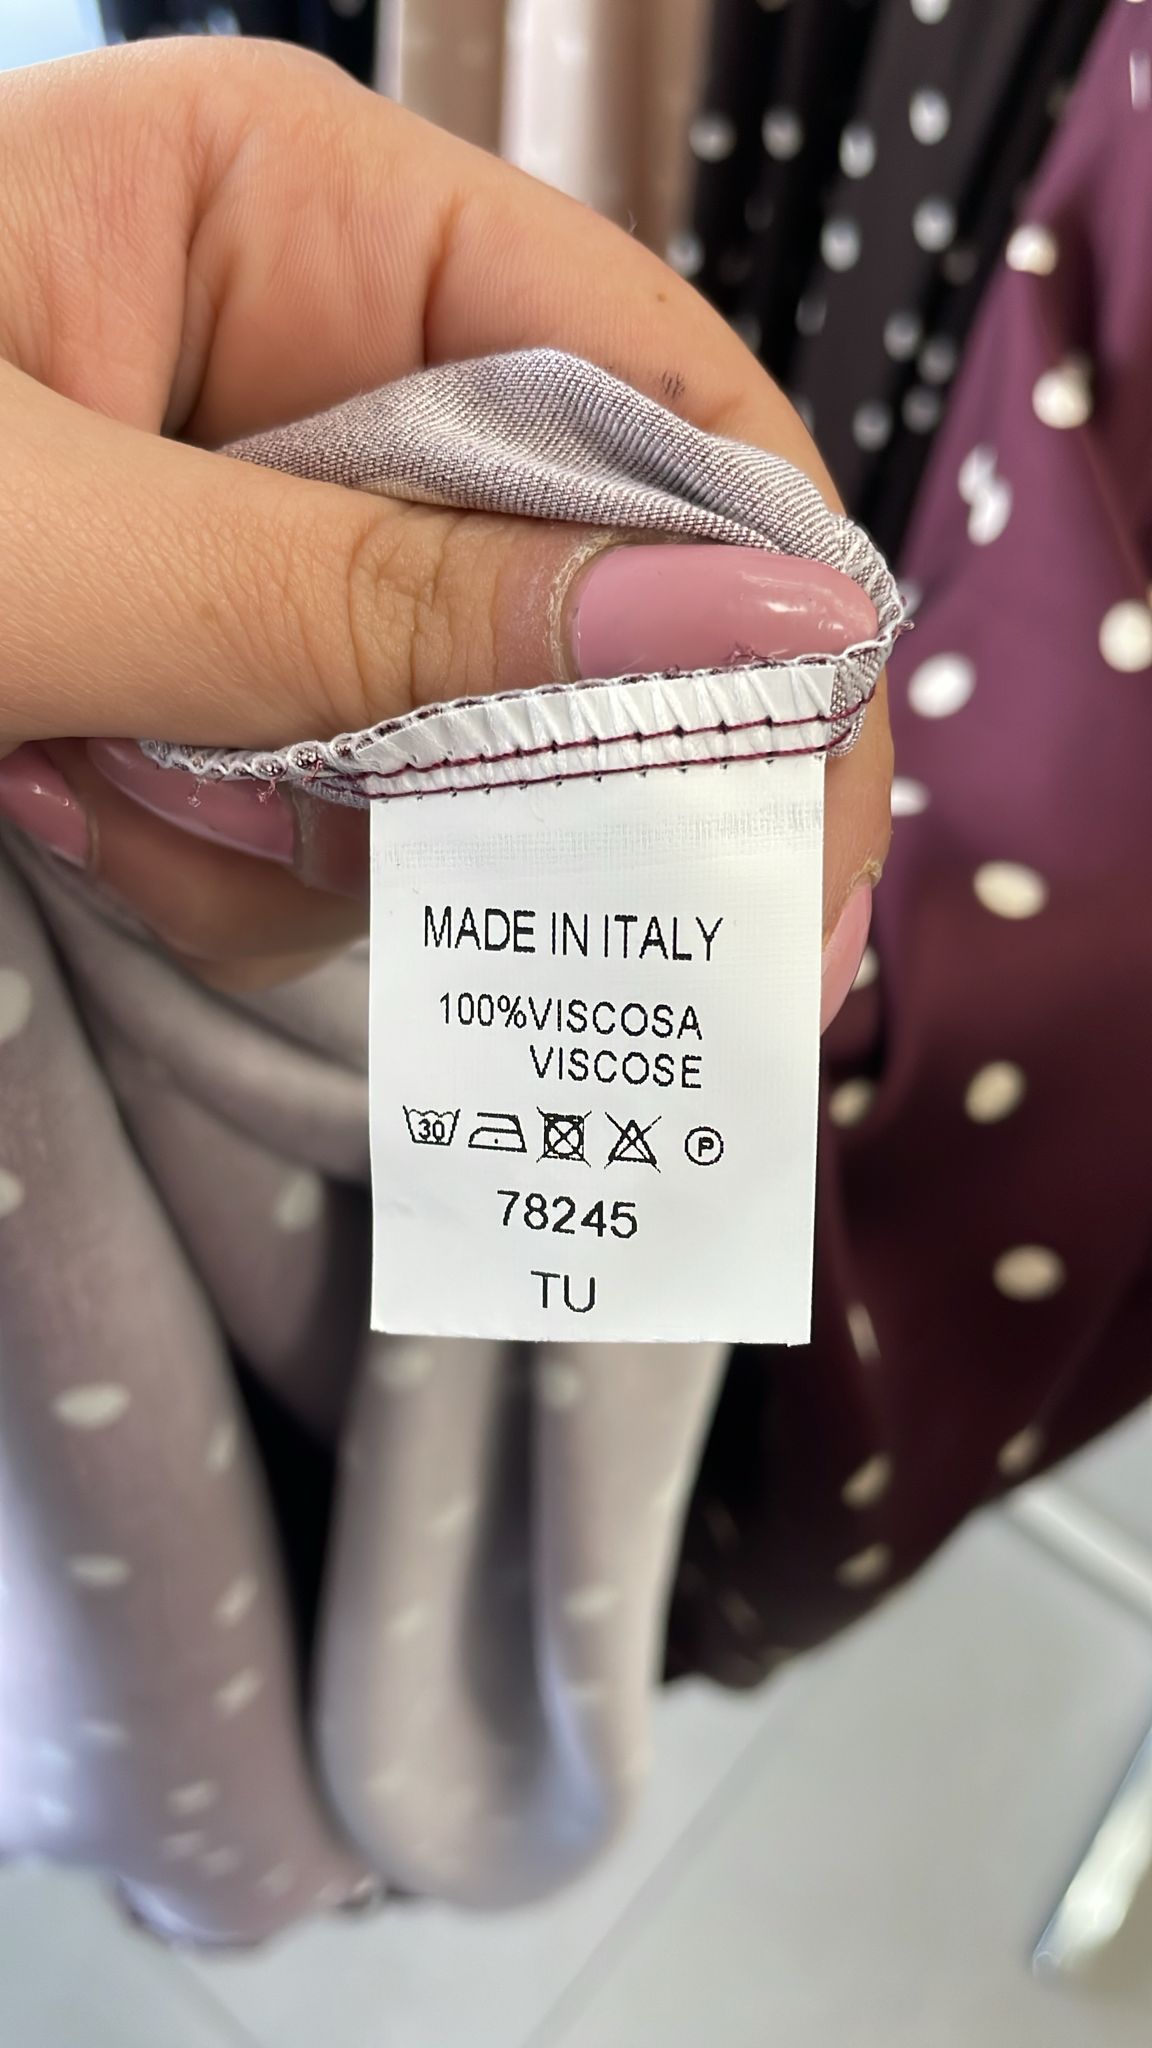 MADE IN ITALY
100%VISCOSA
VISCOSE
30 P
78245
TU